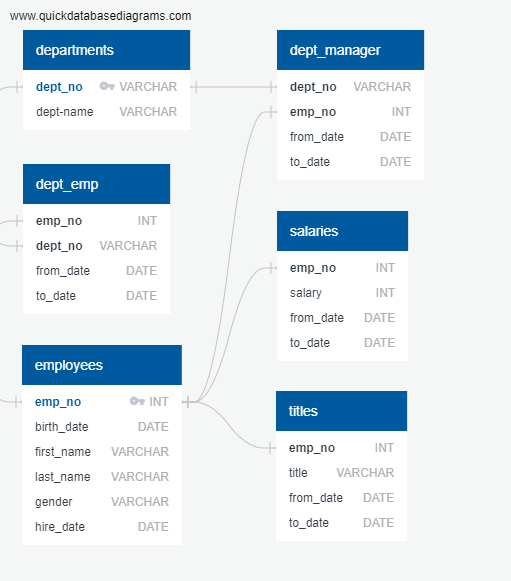 www.quickdatabasediagrams.com
departments
dept_no VARCHAR
dept-name VARCHAR
dept_emp
emp_no INT
dept_no VARCHAR
from_date DATE
to_date DATE
employees
emp_no INT
birth_date DATE
first_name VARCHAR
last_name VARCHAR
gender VARCHAR
hire_date DATE
dept_manager
dept_no VARCHAR
emp_no INT
from_date DATE
to_date DATE
salaries
emp_no INT
salary INT
from_date DATE
to_date DATE
titles
emp_no INT
title VARCHAR
from_date DATE
to_date DATE